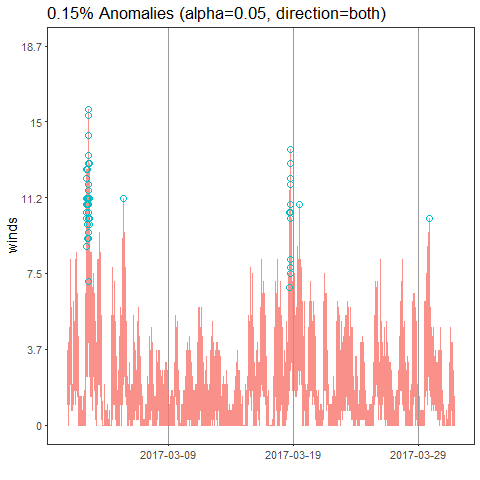 0.15% Anomalies (alpha=0.05, direction=both)
18.7
15
11.2
7.5
3.7
0
winds
2017-03-09 2017-03-19 2017-03-29